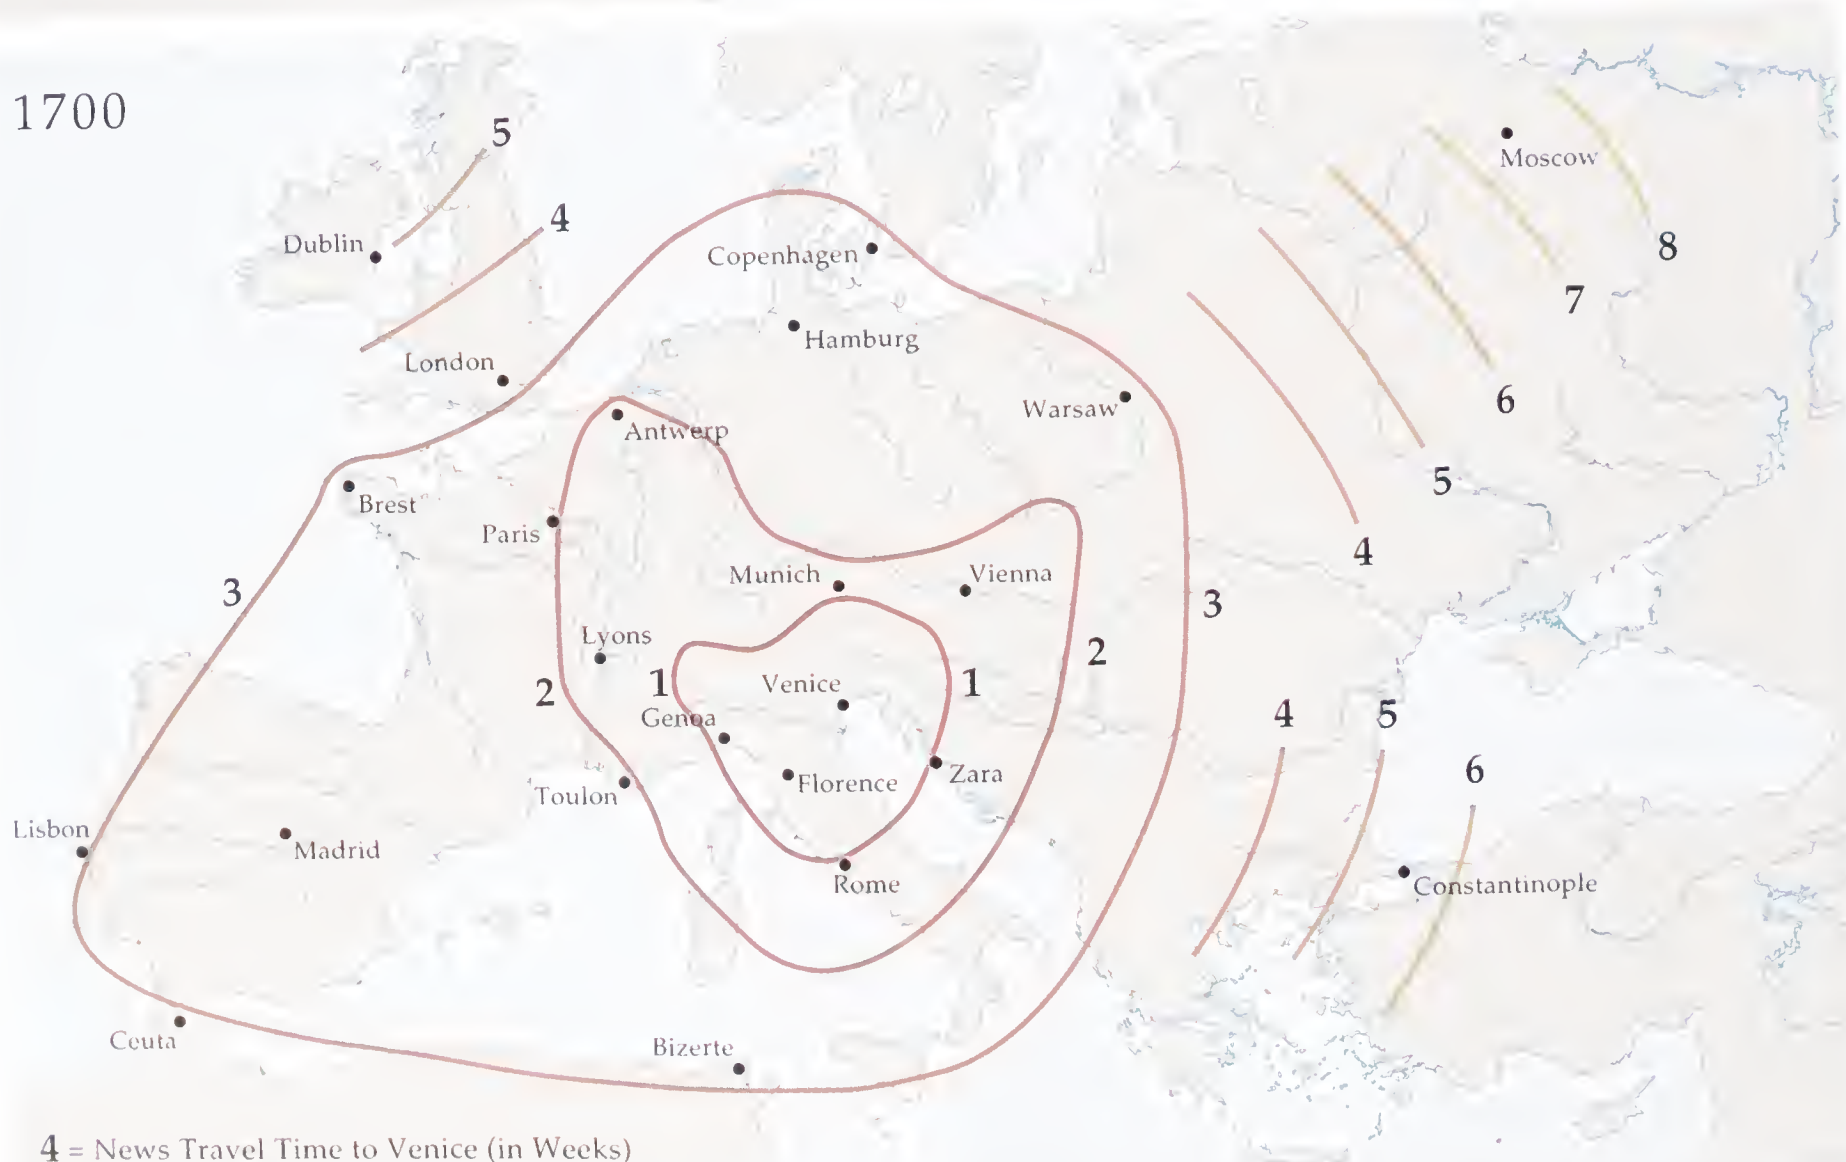 1700
5
4
Dublin
Moscow
8
Copenhagen
7
Hamburg
London
6
Warsaw
Antwerp
5
Brest
Paris
4
Munich
Vienna
3
3
Lyons
2
Venice
1
1
2
Genoa
4
5
6
Zara
Florence
Toulon
Lisbon
Madrid
Rome
Constantinople
Ceuta
Bizerte
4 = News Travel Time to Venice (in Weeks)